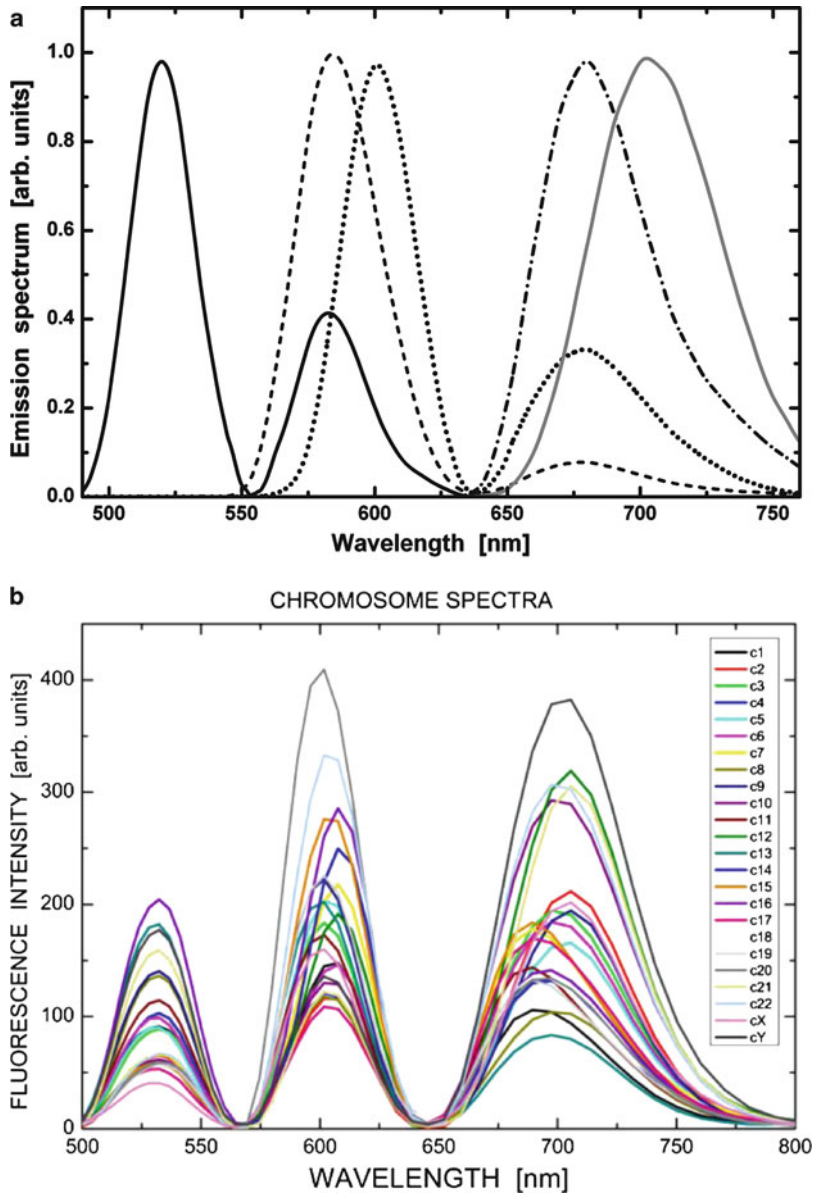 a
Emission spectrum [arb. units]
1.0
0.8
0.6
0.4
0.2
0.0
500 550 600 650 700 750
Wavelength [nm]
b
CHROMOSOME SPECTRA
FLUORESCENCE INTENSITY [arb. units]
400
300
200
100
0
c1
c2
c3
c4
c5
c6
c7
c8
c9
c10
c11
c12
c13
c14
c15
c16
c17
c18
c19
c20
c21
c22
cX
cY
500 550 600 650 700 750 800
WAVELENGTH [nm]